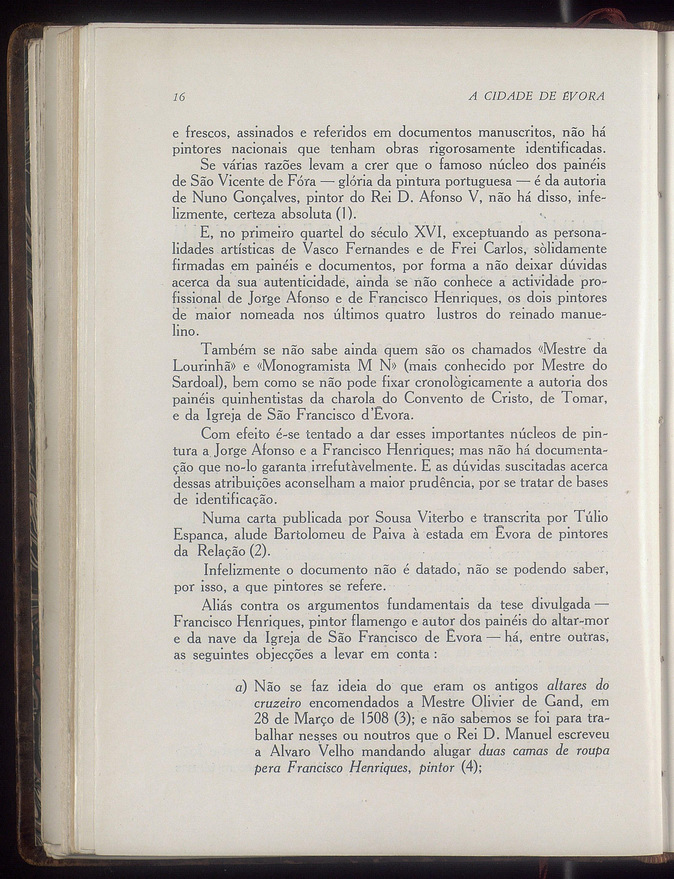 16
A CIDADE DE ÉVORA
e frescos, assinados e referidos em documentos manuscritos, não há
pintores nacionais que tenham obras rigorosamente identificadas.
Se várias razões levam a crer que o famoso núcleo dos painéis
de São Vicente de Fóra — glória da pintura portuguesa — é da autoria
de Nuno Gonçalves, pintor do Rei D. Afonso V, não há disso, infe-
lizmente, certeza absoluta (1).
E, no primeiro quartel do século XVI, exceptuando as persona-
lidades artísticas de Vasco Fernandes e de Frei Carlos, sòlidamente
firmadas em painéis e documentos, por forma a não deixar dúvidas
acerca da sua autenticidade, ainda se não conhece a actividade pro-
fissional de Jorge Afonso e de Francisco Henriques, os dois pintores
de maior nomeada nos últimos quatro lustros do reinado manue-
lino.
Também se não sabe ainda quem são os chamados «Mestre da
Lourinhã» e «Monogramista M N» (mais conhecido por Mestre do
Sardoal), bem como se não pode fixar cronològicamente a autoria dos
painéis quinhentistas da charola do Convento de Cristo, de Tomar,
e da Igreja de São Francisco d'Évora.
Com efeito é-se tentado a dar esses importantes núcleos de pin-
tura a Jorge Afonso e a Francisco Henriques; mas não há documenta-
ção que no-lo garanta irrefutàvelmente. E as dúvidas suscitadas acerca
dessas atribuições aconselham a maior prudência, por se tratar de bases
de identificação.
Numa carta publicada por Sousa Viterbo e transcrita por Túlio
Espanca, alude Bartolomeu de Paiva à estada em Évora de pintores
da Relação (2).
Infelizmente o documento não é datado, não se podendo saber,
por isso, a que pintores se refere.
Aliás contra os argumentos fundamentais da tese divulgada —
Francisco Henriques, pintor flamengo e autor dos painéis do altar-mor
e da nave da Igreja de São Francisco de Évora — há, entre outras,
as seguintes objecções a levar em conta :
a) Não se faz ideia do que eram os antigos altares do
cruzeiro encomendados a Mestre Olivier de Gand, em
28 de Março de 1508 (3); e não sabemos se foi para tra-
balhar nesses ou noutros que o Rei D. Manuel escreveu
a Alvaro Velho mandando alugar duas camas de roupa
pera Francisco Henriques, pintor (4);